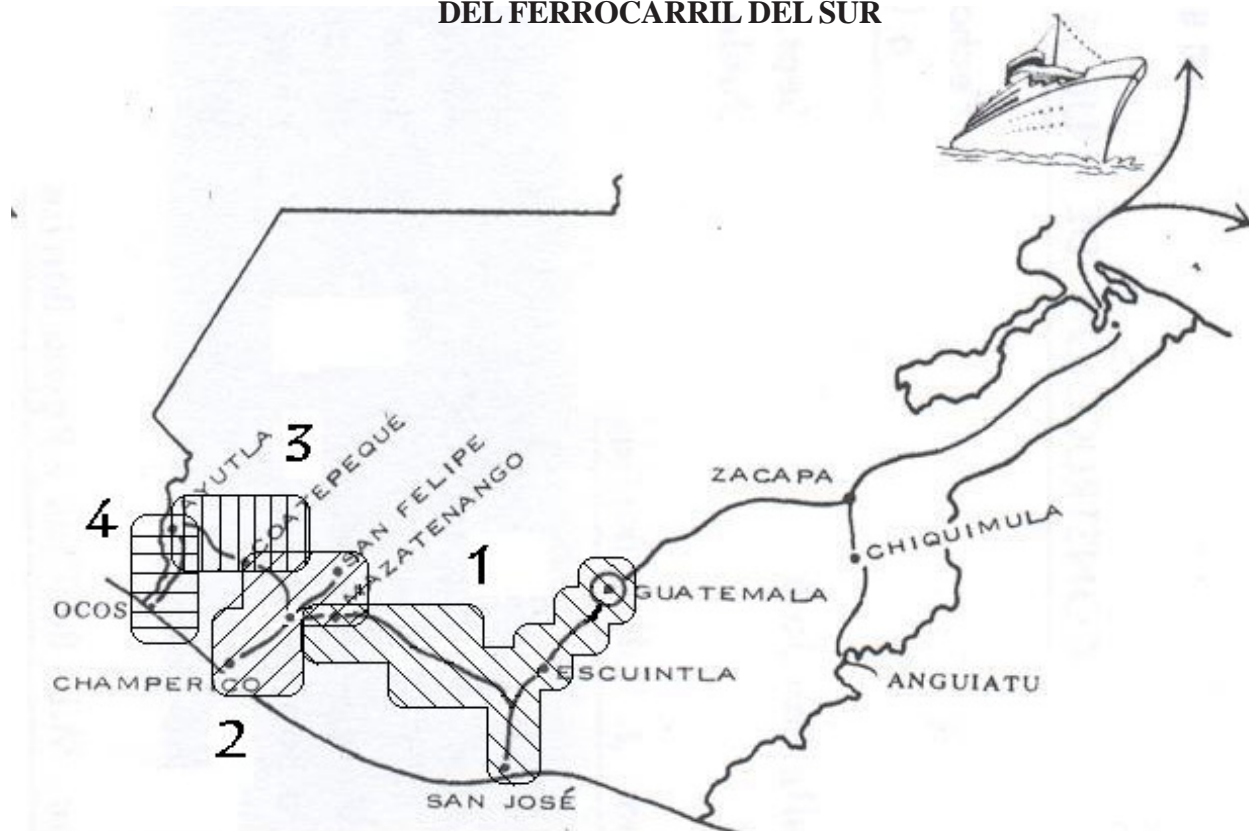 DEL FERROCARRIL DEL SUR
3
AYUTLA
COATEPEQUÉ
SAN FELIPE
MAZATENANGO
4
1
ZACAPA
CHIQUIMULA
OCOS
GUATEMALA
CHAMPERICO
ESCUINTLA
ANGUIATU
2
SAN JOSÉ